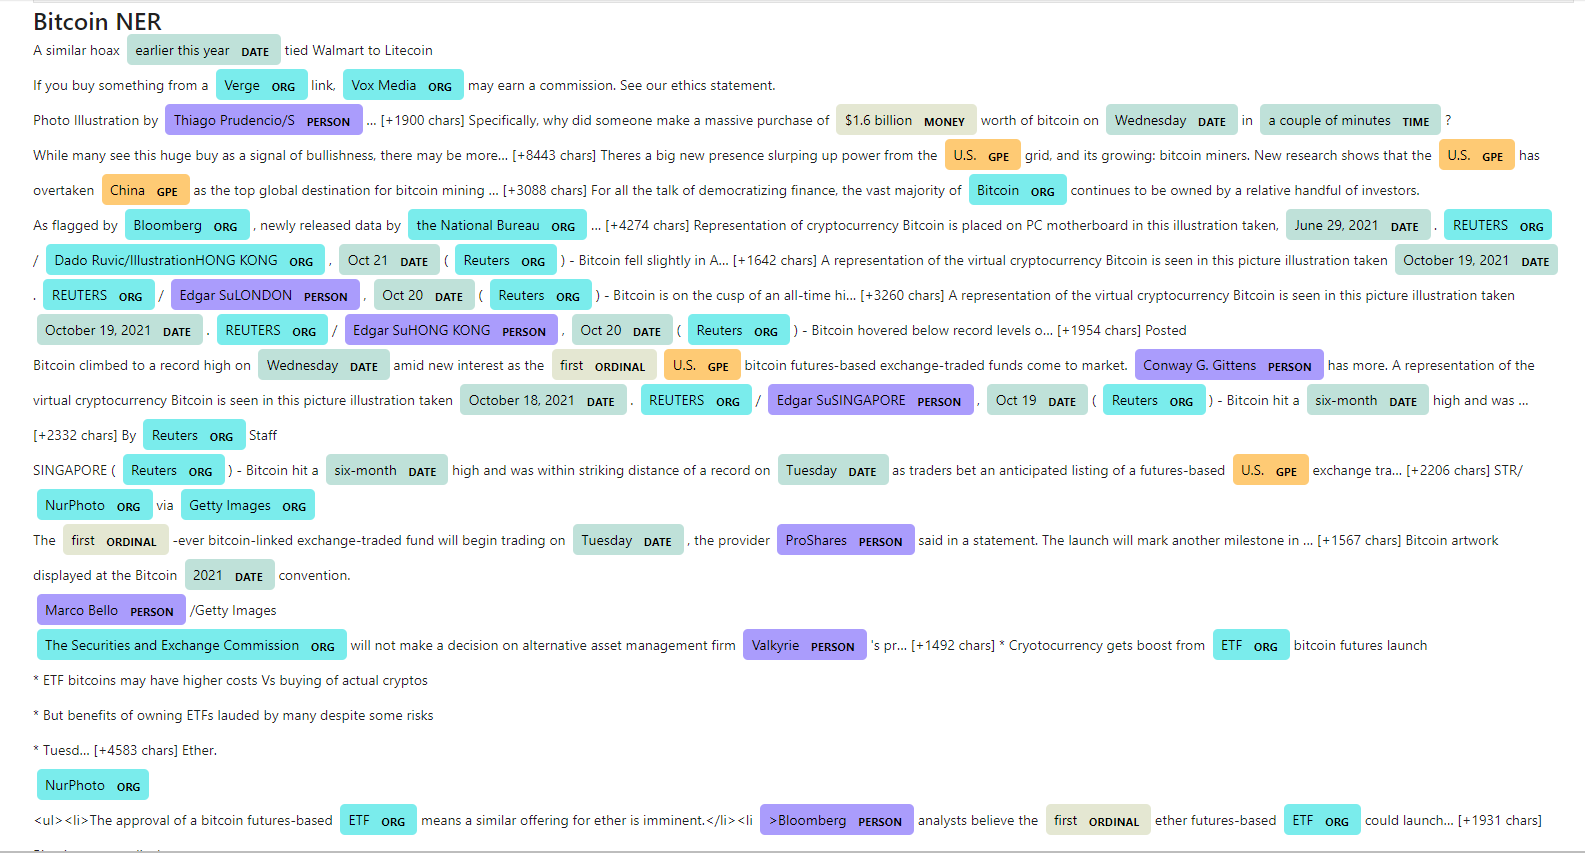 Bitcoin NER
A similar hoax earlier this year DATE tied Walmart to Litecoin
If you buy something from a Verge ORG link, Vox Media ORG may earn a commission. See our ethics statement.
Photo Illustration by Thiago Prudencio/S PERSON ... [+1900 chars] Specifically, why did someone make a massive purchase of $1.6 billion MONEY worth of bitcoin on Wednesday DATE in a couple of minutes TIME ?
While many see this huge buy as a signal of bullishness, there may be more... [+8443 chars] Theres a big new presence slurping up power from the U.S. GPE grid, and its growing: bitcoin miners. New research shows that the U.S. GPE has
overtaken China GPE as the top global destination for bitcoin mining ... [+3088 chars] For all the talk of democratizing finance, the vast majority of Bitcoin ORG continues to be owned by a relative handful of investors.
As flagged by Bloomberg ORG , newly released data by the National Bureau ORG ... [+4274 chars] Representation of cryptocurrency Bitcoin is placed on PC motherboard in this illustration taken, June 29, 2021 DATE . REUTERS ORG
/ Dado Ruvic/IllustrationHONG KONG ORG , Oct 21 DATE ( Reuters ORG ) - Bitcoin fell slightly in A... [+1642 chars] A representation of the virtual cryptocurrency Bitcoin is seen in this picture illustration taken October 19, 2021 DATE
. REUTERS ORG / Edgar SuLONDON PERSON , Oct 20 DATE ( Reuters ORG ) - Bitcoin is on the cusp of an all-time hi... [+3260 chars] A representation of the virtual cryptocurrency Bitcoin is seen in this picture illustration taken
October 19, 2021 DATE . REUTERS ORG / Edgar SuHONG KONG PERSON , Oct 20 DATE ( Reuters ORG ) - Bitcoin hovered below record levels o... [+1954 chars] Posted
Bitcoin climbed to a record high on Wednesday DATE amid new interest as the first ORDINAL U.S. GPE bitcoin futures-based exchange-traded funds come to market. Conway G. Gittens PERSON has more. A representation of the
virtual cryptocurrency Bitcoin is seen in this picture illustration taken October 18, 2021 DATE . REUTERS ORG / Edgar SuSINGAPORE PERSON , Oct 19 DATE ( Reuters ORG ) - Bitcoin hit a six-month DATE high and was ...
[+2332 chars] By Reuters ORG Staff
SINGAPORE ( Reuters ORG ) - Bitcoin hit a six-month DATE high and was within striking distance of a record on Tuesday DATE as traders bet an anticipated listing of a futures-based U.S. GPE exchange tra... [+2206 chars] STR/
NurPhoto ORG via Getty Images ORG
The first ORDINAL -ever bitcoin-linked exchange-traded fund will begin trading on Tuesday DATE , the provider ProShares PERSON said in a statement. The launch will mark another milestone in ... [+1567 chars] Bitcoin artwork
displayed at the Bitcoin 2021 DATE convention.
Marco Bello PERSON /Getty Images
The Securities and Exchange Commission ORG will not make a decision on alternative asset management firm Valkyrie PERSON 's pr... [+1492 chars] * Cryotocurrency gets boost from ETF ORG bitcoin futures launch
* ETF bitcoins may have higher costs Vs buying of actual cryptos
* But benefits of owning ETFs lauded by many despite some risks
* Tuesd... [+4583 chars] Ether.
NurPhoto ORG
<ul><li>The approval of a bitcoin futures-based ETF ORG means a similar offering for ether is imminent.</li><li >Bloomberg PERSON analysts believe the first ORDINAL ether futures-based ETF ORG could launch... [+1931 chars]